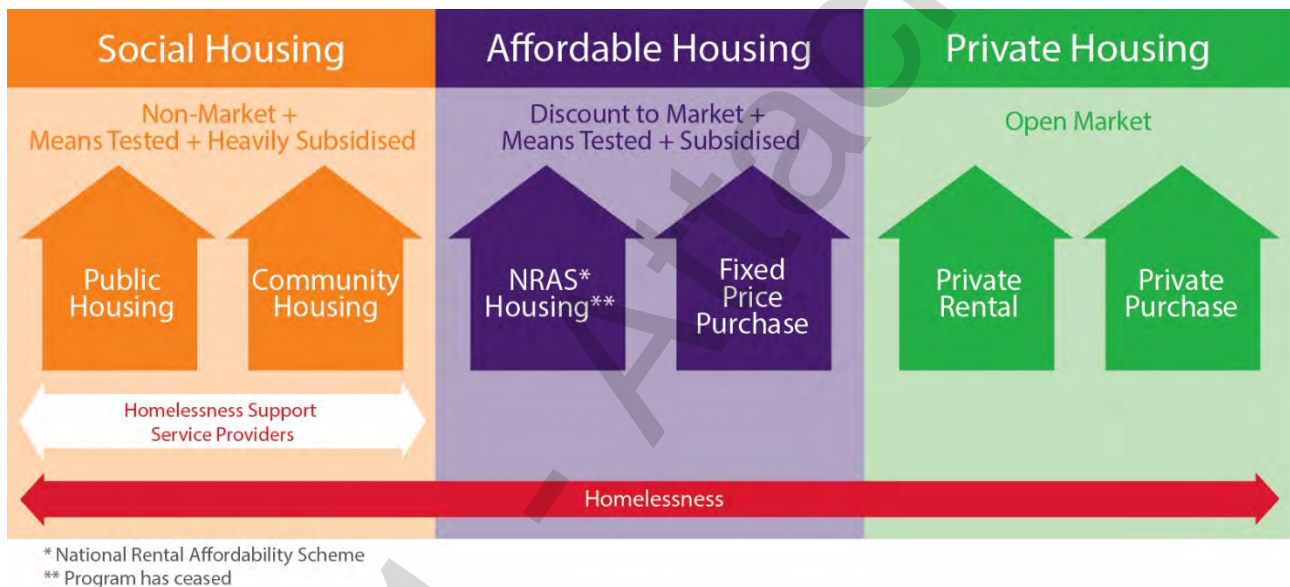 Social Housing
Affordable Housing
Private Housing
Non-Market +
Means Tested + Heavily Subsidised
Discount to Market +
Means Tested + Subsidised
Open Market
Public
Housing
Community
Housing
NRAS*
Housing**
Fixed
Price
Purchase
Private
Rental
Private
Purchase
Homelessness Support
Service Providers
Homelessness
* National Rental Affordability Scheme
** Program has ceased